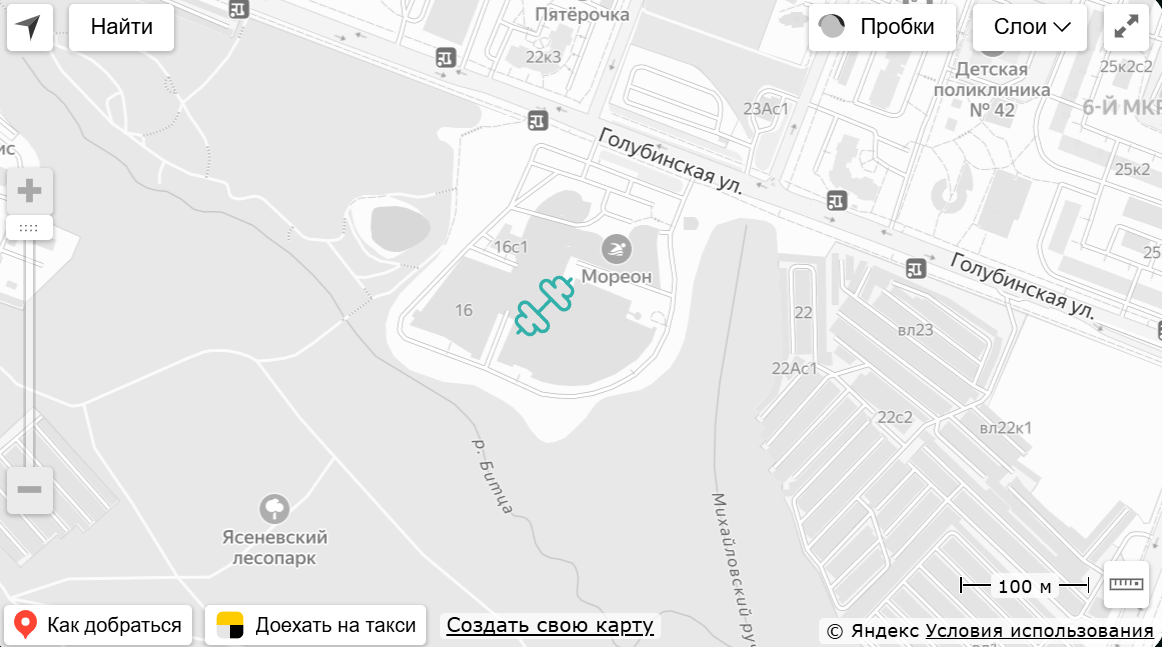 Найти
Пятёрочка
22к3
Пробки
Слои
Детская
поликлиника
№ 42
25к2с2
23Ас1
6-Й МКР
25к2
25
Голубинская ул.
Голубинская ул.
16с1
Мореон
16
22
вл23
22Ас1
22с2
вл22к1
р. Битца
Михайловский руч
Ясеневский
лесопарк
100 м
Как добраться
Доехать на такси
Создать свою карту
© Яндекс Условия использования